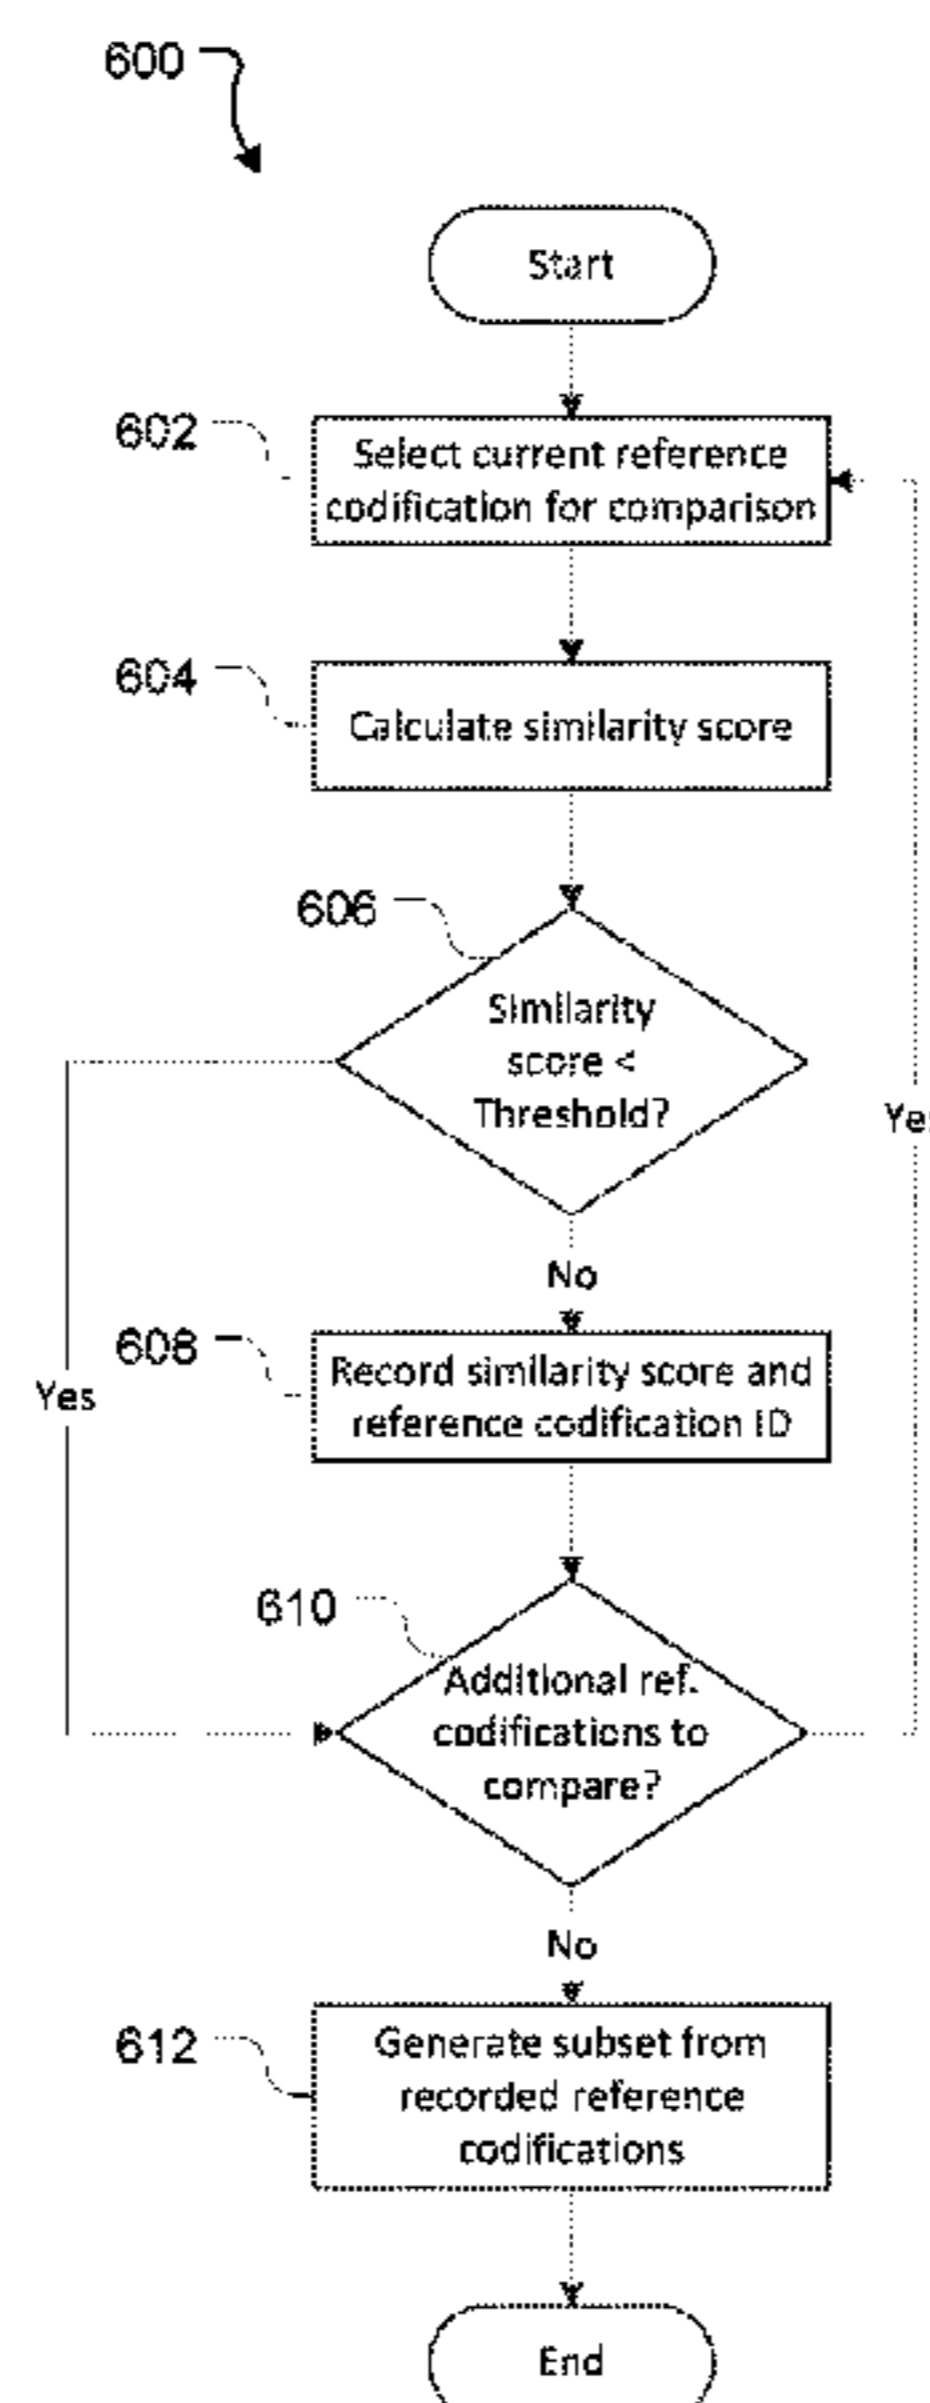 600
Start
602
Select current reference
codification for comparison
604
Calculate similarity score
606
Similarity
score <
Threshold?
Yes
No
608
Record similarity score and
reference codification ID
Yes
610
Additional ref.
codifications to
compare?
No
612
Generate subset from
recorded reference
codifications
End